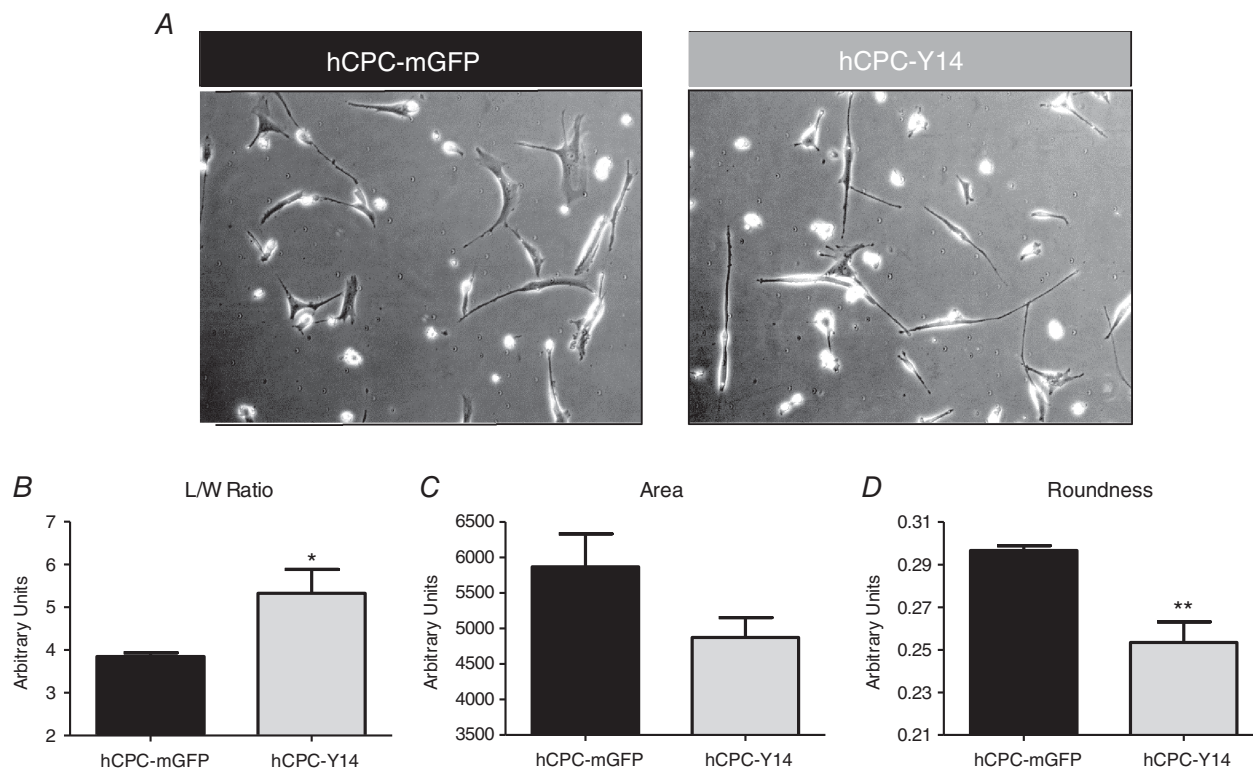 A
hCPC-mGFP
hCPC-Y14
B
L/W Ratio
Arbitrary Units
7
6
5
4
3
2
*
hCPC-mGFP
hCPC-Y14
C
Area
Arbitrary Units
6500
6000
5500
5000
4500
4000
3500
hCPC-mGFP
hCPC-Y14
D
Roundness
Arbitrary Units
0.31
0.29
0.27
0.25
0.23
0.21
**
hCPC-mGFP
hCPC-Y14